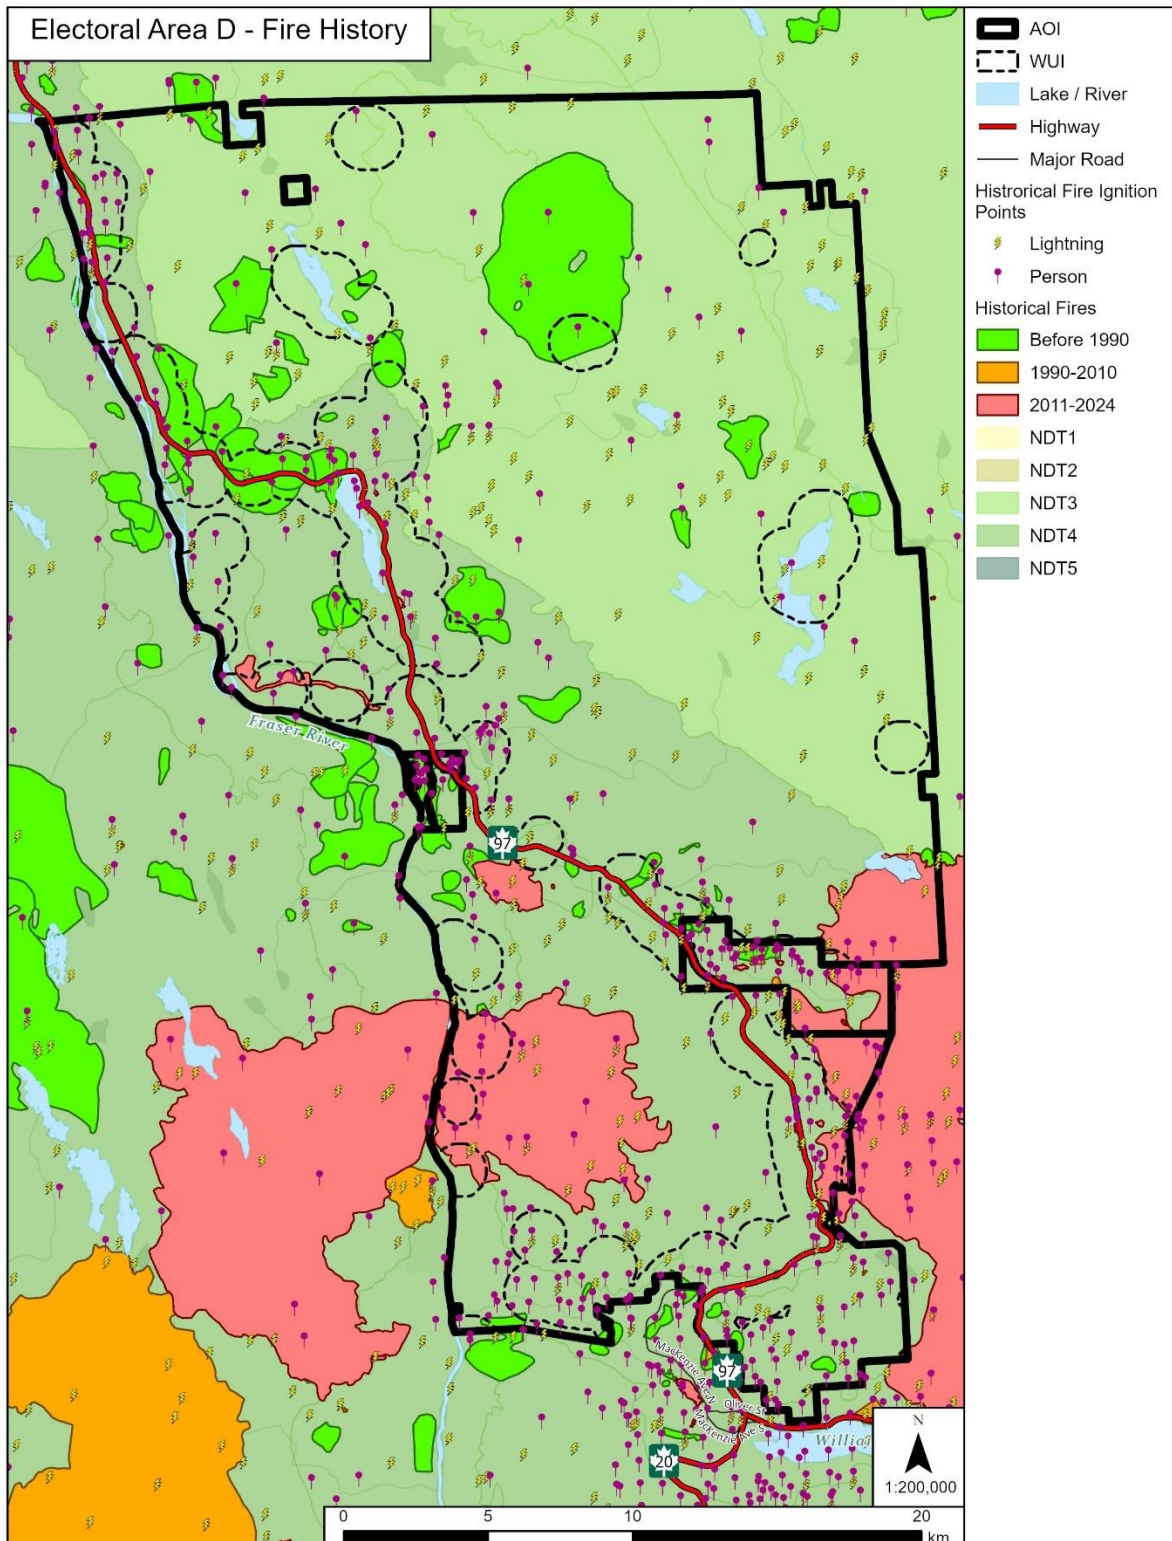 Electoral Area D - Fire History
AOI
WUI
Lake / River
Highway
Major Road
Histrorical Fire Ignition
Points
Lightning
Person
Historical Fires
Before 1990
1990-2010
2011-2024
NDT1
NDT2
NDT3
NDT4
NDT5
Fraser River
97
Mackenzie Ave N
97
Oliver St
Mackenzie Ave S
William
20
N
1:200,000
0
5
10
20
km